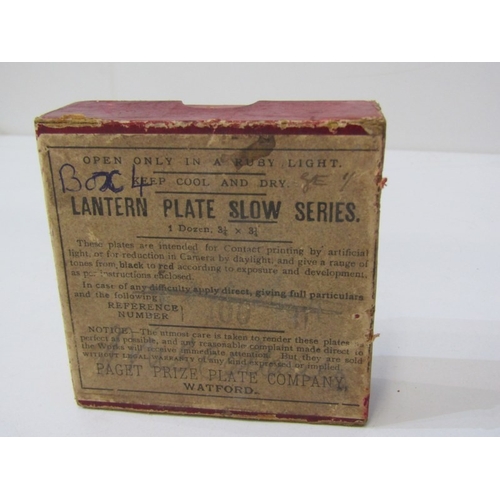 OPEN ONLY IN A RUBY LIGHT.
Box 4
KEEP COOL AND DRY.
LANTERN PLATE SLOW SERIES.
1 Dozen, 3¼ × 3¼
These plates are intended for Contact printing by artificial
light, or for reduction in Camera by daylight; and give a range of
tones from black to red according to exposure and development,
as per instructions enclosed.
In case of any difficulty apply direct, giving full particulars
and the following:
REFERENCE
NUMBER
NOTICE:—The utmost care is taken to render these plates
perfect as possible, and any reasonable complaint made direct to
the Works will receive immediate attention. But they are sold
WITHOUT LEGAL WARRANTY of any kind expressed or implied.
PAGET PRIZE PLATE COMPANY,
WATFORD.